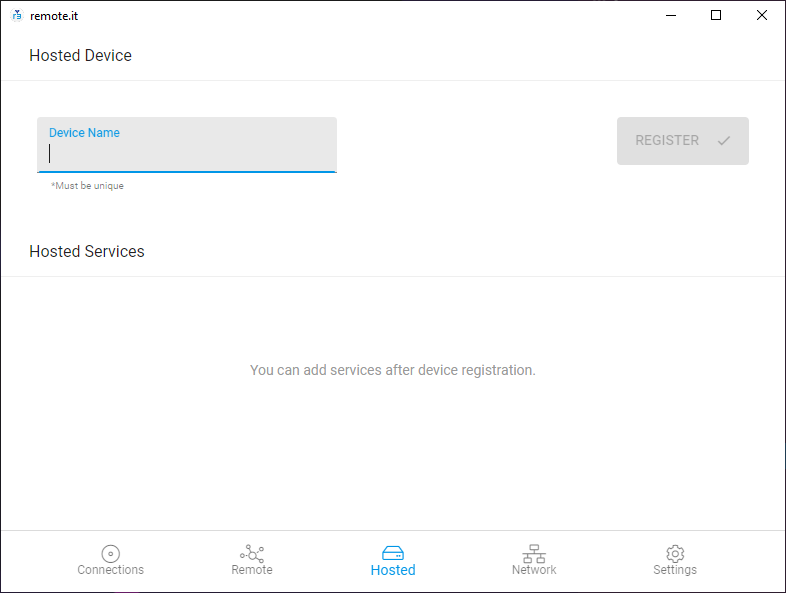 remote.it
Hosted Device
Device Name
REGISTER
*Must be unique
Hosted Services
You can add services after device registration.
Connections
Remote
Hosted
Network
Settings